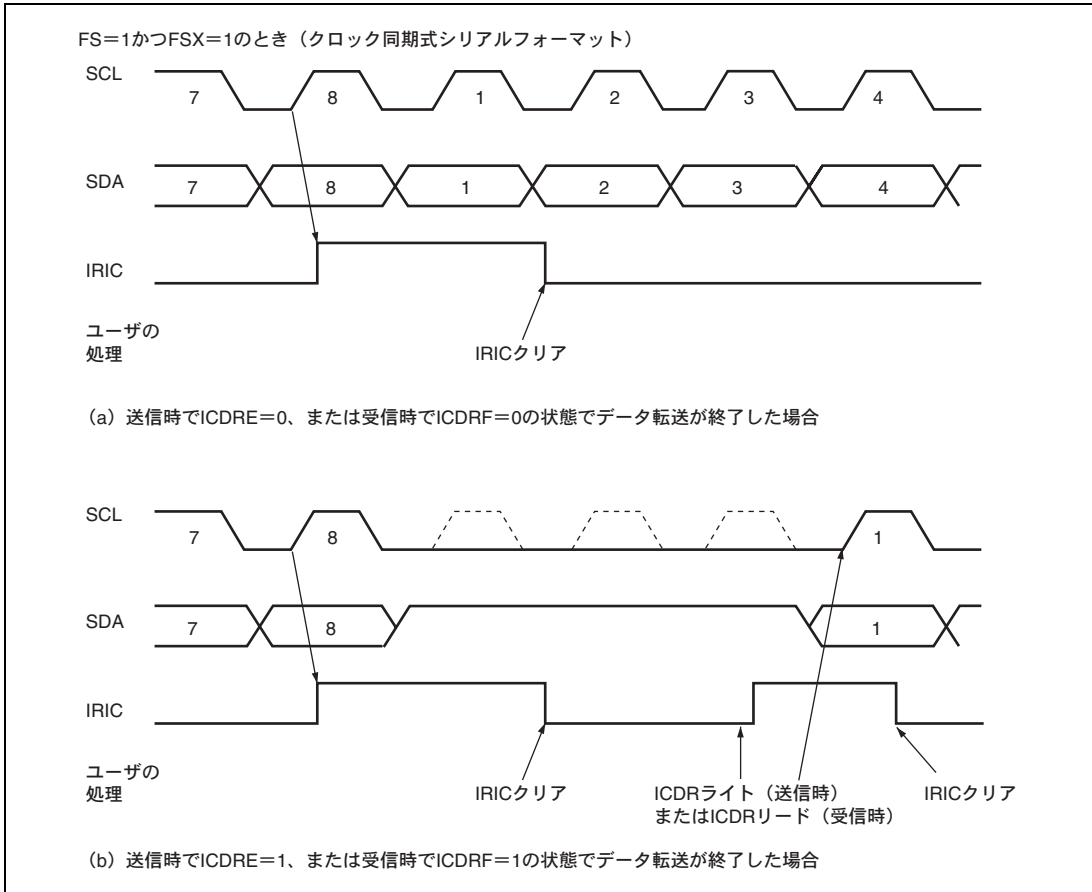 FS＝1かつFSX＝1のとき（クロック同期式シリアルフォーマット）
SCL
7 8 1 2 3 4
SDA
7 8 1 2 3 4
IRIC
ユーザの
処理
IRICクリア
（a）送信時でICDRE＝0、または受信時でICDRF＝0の状態でデータ転送が終了した場合
SCL
7 8 1
SDA
7 8 1
IRIC
ユーザの
処理
IRICクリア
ICDRライト（送信時）
またはICDRリード（受信時）
IRICクリア
（b）送信時でICDRE＝1、または受信時でICDRF＝1の状態でデータ転送が終了した場合